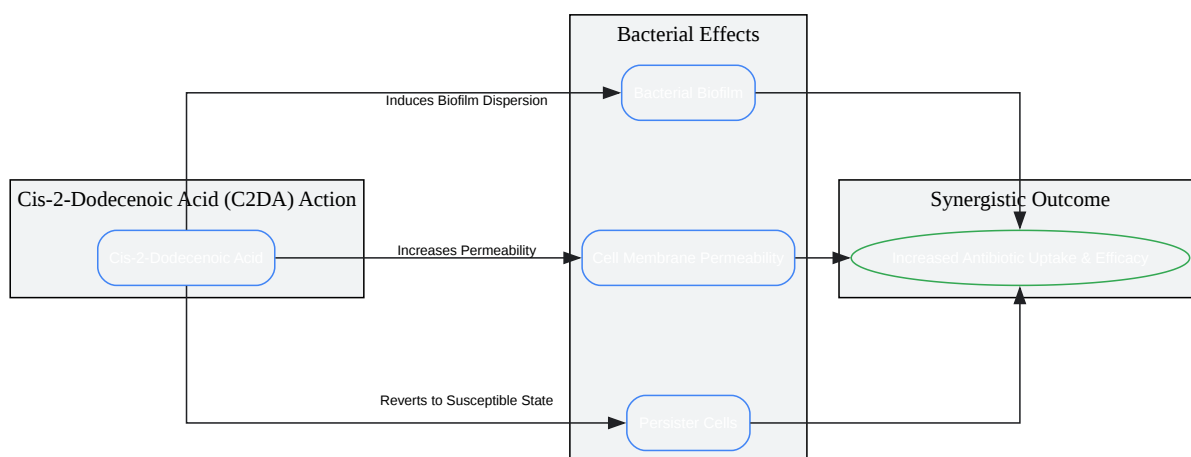 Bacterial Effects
Bacterial Biofilm
Induces Biofilm Dispersion
Cis-2-Dodecenoic Acid (C2DA) Action
Synergistic Outcome
Cis-2-Dodecenoic Acid
Increases Permeability
Cell Membrane Permeability
Increased Antibiotic Uptake & Efficacy
Reverts to Susceptible State
Persister Cells